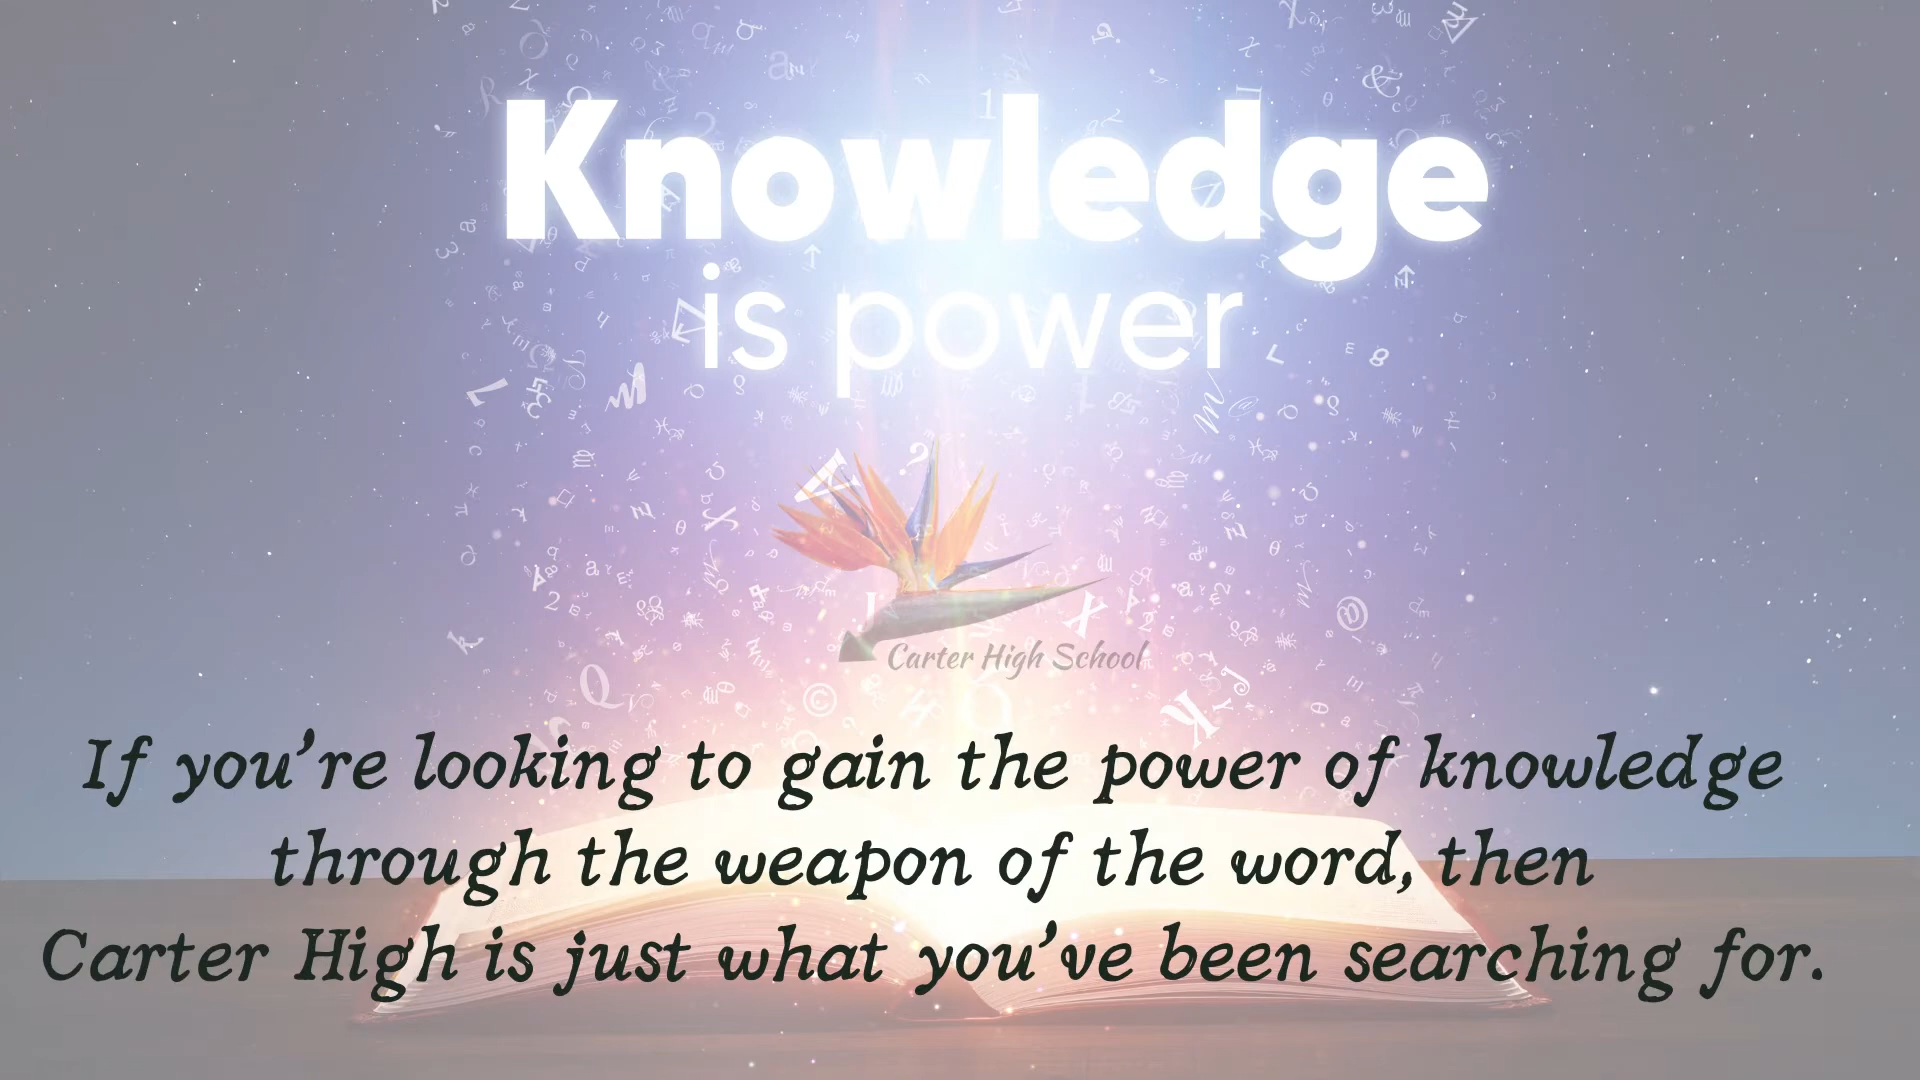 Knowledge
is power
Carter High School
If you're looking to gain the power of knowledge
through the weapon of the word, then
Carter High is just what you've been searching for.